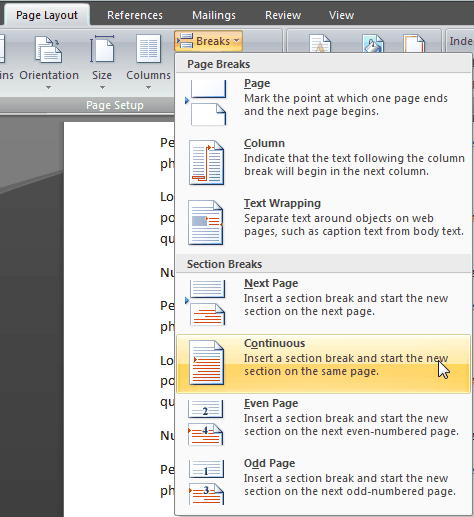 Page Layout References Mailings Review View
Breaks Inde
ns Orientation Size Columns
Page Setup
Page Breaks
Page
Mark the point at which one page ends
and the next page begins.
Column
Indicate that the text following the column
break will begin in the next column.
Text Wrapping
Separate text around objects on web
pages, such as caption text from body text.
Section Breaks
Next Page
Insert a section break and start the new
section on the next page.
Continuous
Insert a section break and start the new
section on the same page.
Even Page
2
4
Insert a section break and start the new
section on the next even-numbered page.
Odd Page
1
3
Insert a section break and start the new
section on the next odd-numbered page.
Pe
ph
Lo
po
qu
Nu
Pe
ph
Lo
po
qu
Nu
Pe
ph